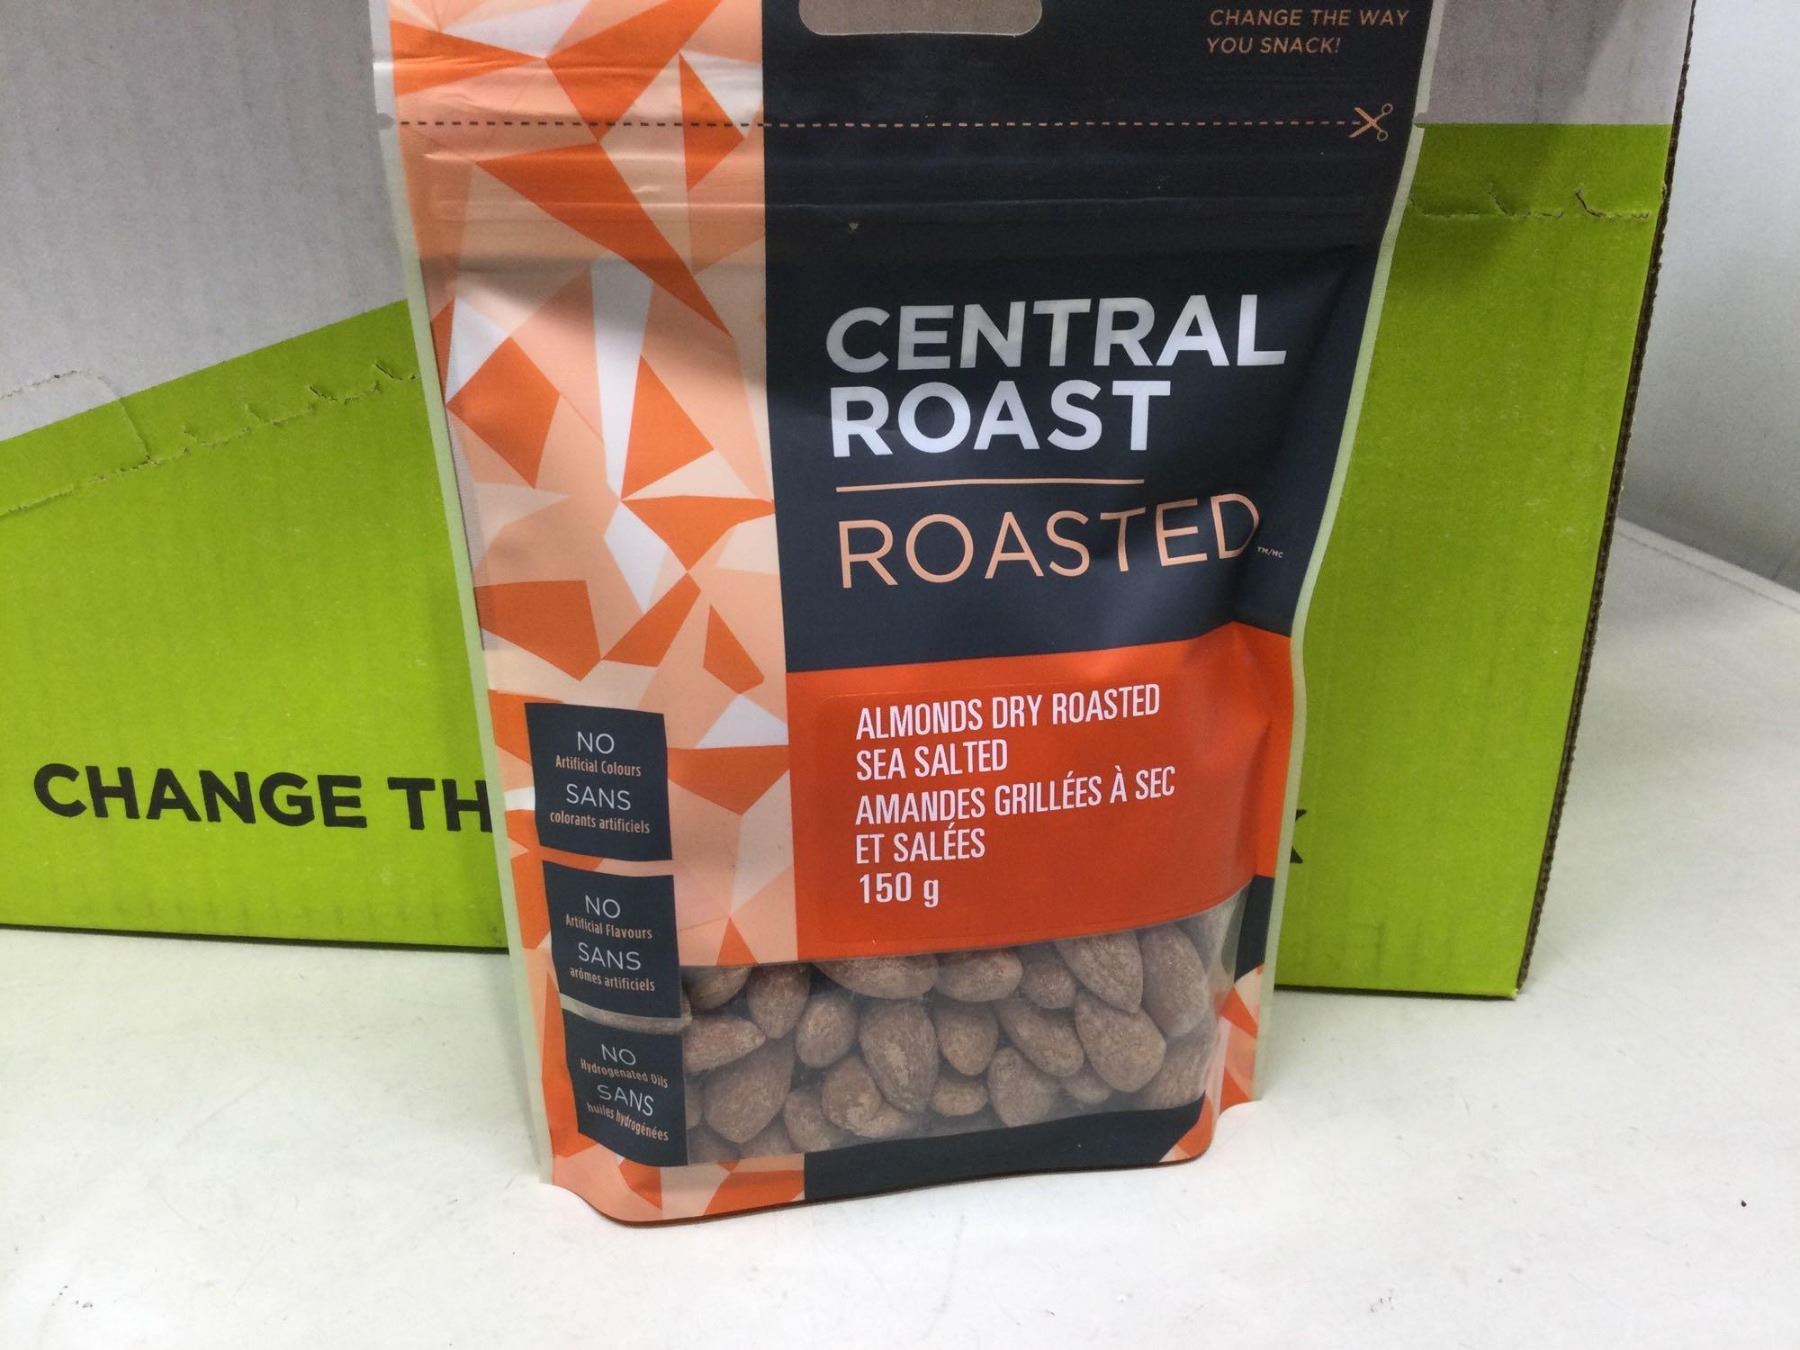 CHANGE THE WAY
YOU SNACK!
CENTRAL
ROAST
ROASTED
TM/MC
ALMONDS DRY ROASTED
SEA SALTED
AMANDES GRILLÉES À SEC
ET SALÉES
150 g
NO
Artificial Colours
SANS
colorants artificiels
NO
Artificial Flavours
SANS
arômes artificiels
NO
Hydrogenated Oils
SANS
huiles hydrogénées
CHANGE TH